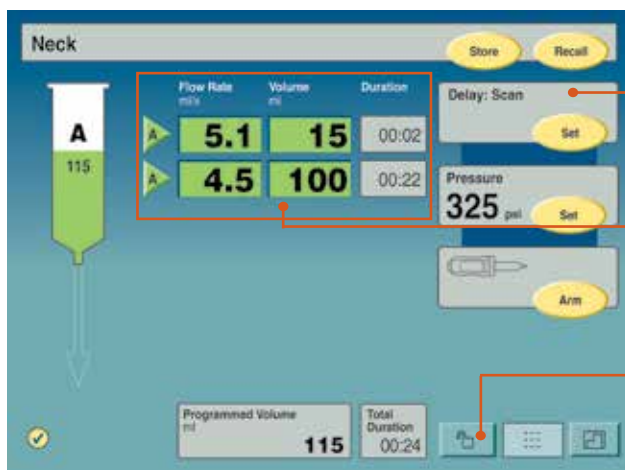 Neck
Store Recall
Flow Rate Volume Duration
ml/s ml
Delay: Scan
Set
A
115
A 5.1 15 00:02
A 4.5 100 00:22
Pressure
325 psi Set
Arm
Programmed Volume Total
ml Duration
115 00:24